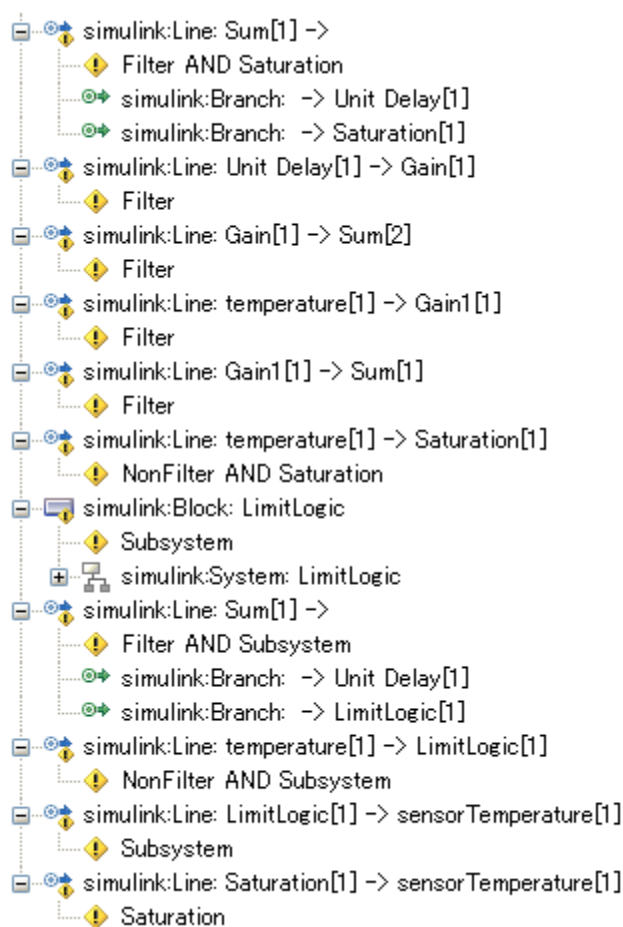 simulink:Line: Sum[1] ->
Filter AND Saturation
simulink:Branch: -> Unit Delay[1]
simulink:Branch: -> Saturation[1]
simulink:Line: Unit Delay[1] -> Gain[1]
Filter
simulink:Line: Gain[1] -> Sum[2]
Filter
simulink:Line: temperature[1] -> Gain1[1]
Filter
simulink:Line: Gain1[1] -> Sum[1]
Filter
simulink:Line: temperature[1] -> Saturation[1]
NonFilter AND Saturation
simulink:Block: LimitLogic
Subsystem
simulink:System: LimitLogic
simulink:Line: Sum[1] ->
Filter AND Subsystem
simulink:Branch: -> Unit Delay[1]
simulink:Branch: -> LimitLogic[1]
simulink:Line: temperature[1] -> LimitLogic[1]
NonFilter AND Subsystem
simulink:Line: LimitLogic[1] -> sensorTemperature[1]
Subsystem
simulink:Line: Saturation[1] -> sensorTemperature[1]
Saturation